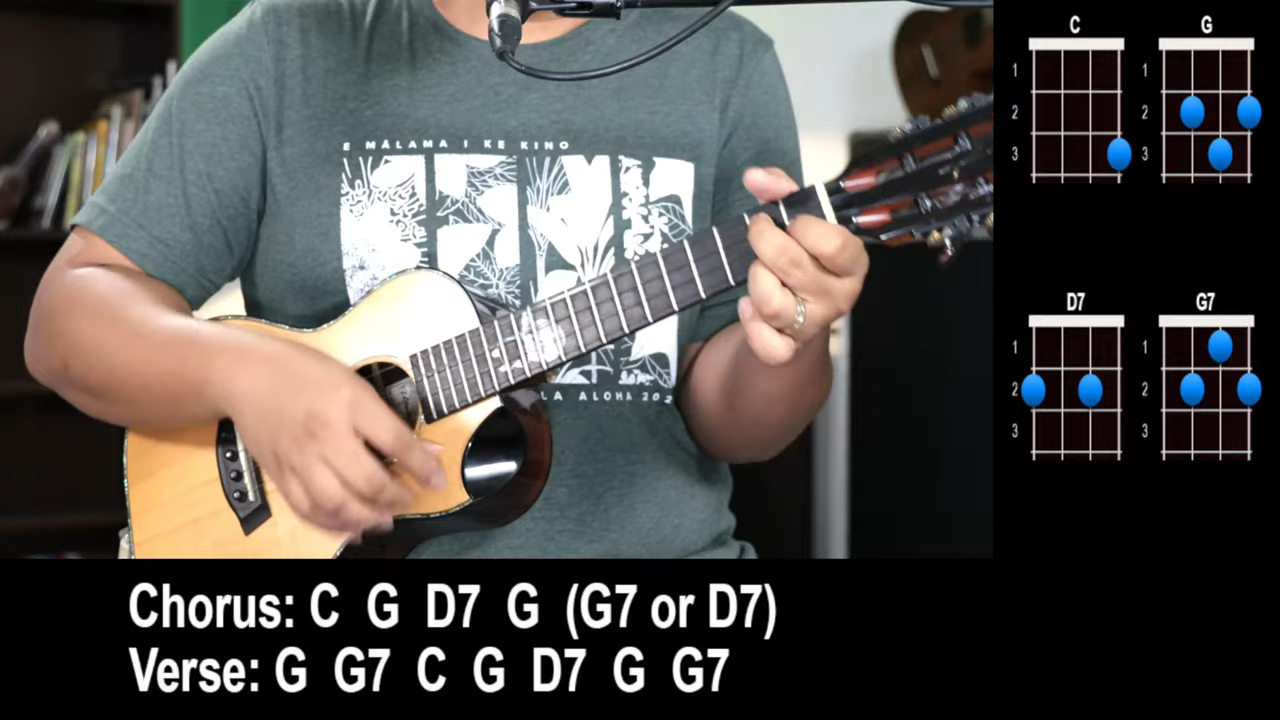 E MĀLAMA I KE KINO
LA ALOHA 202
C G
1 1
2 2
3 3
D7 G7
1 1
2 2
3 3
Chorus: C G D7 G (G7 or D7)
Verse: G G7 C G D7 G G7